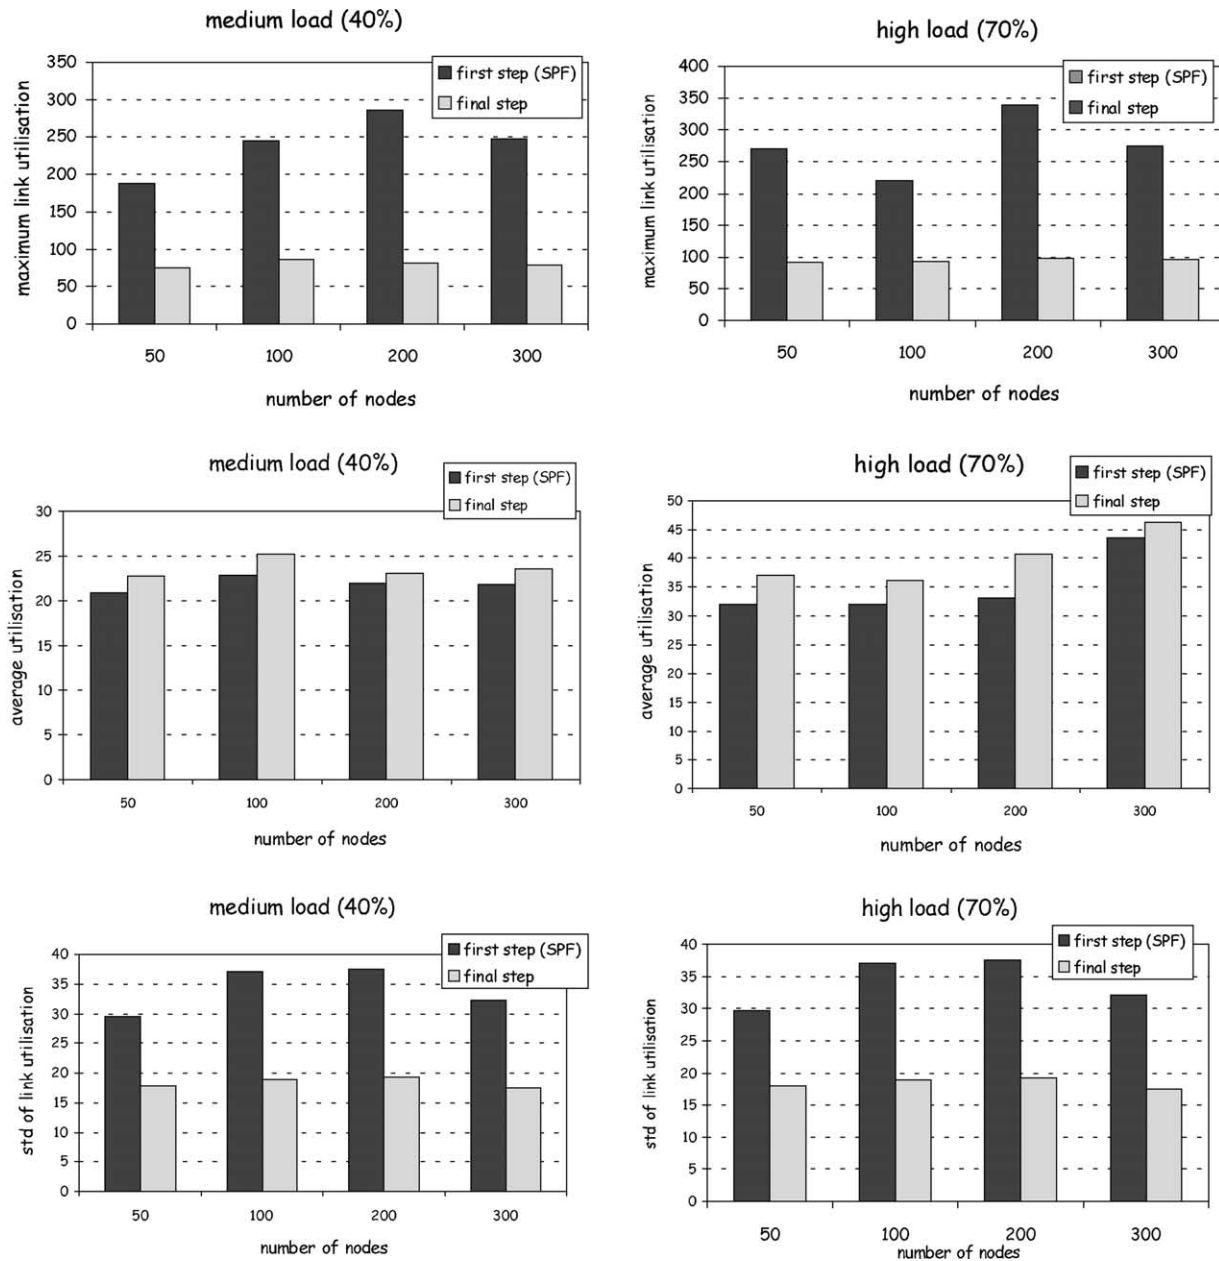 medium load (40%)
350
300
250
200
150
100
50
0
maximum link utilisation
first step (SPF)
final step
50 100 200 300
number of nodes
high load (70%)
400
350
300
250
200
150
100
50
0
maximum link utilisation
first step (SPF)
final step
50 100 200 300
number of nodes
medium load (40%)
30
25
20
15
10
5
0
average utilisation
first step (SPF)
final step
50 100 200 300
number of nodes
high load (70%)
50
45
40
35
30
25
20
15
10
5
0
average utilisation
first step (SPF)
final step
50 100 200 300
number of nodes
medium load (40%)
40
35
30
25
20
15
10
5
0
std of link utilisation
first step (SPF)
final step
50 100 200 300
number of nodes
high load (70%)
40
35
30
25
20
15
10
5
0
std of link utilisation
first step (SPF)
final step
50 100 200 300
number of nodes